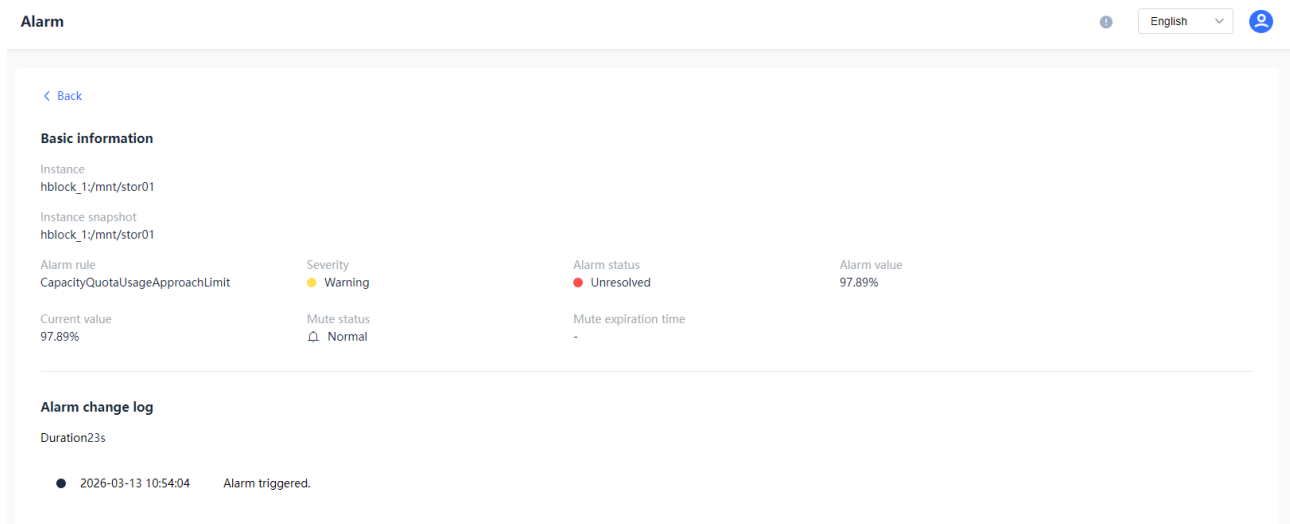 Alarm
English
Back
Basic information
Instance
hblock_1:/mnt/stor01
Instance snapshot
hblock_1:/mnt/stor01
Alarm rule Severity Alarm status Alarm value
CapacityQuotaUsageApproachLimit Warning Unresolved 97.89%
Current value Mute status Mute expiration time
97.89% Normal -
Alarm change log
Duration23s
2026-03-13 10:54:04 Alarm triggered.